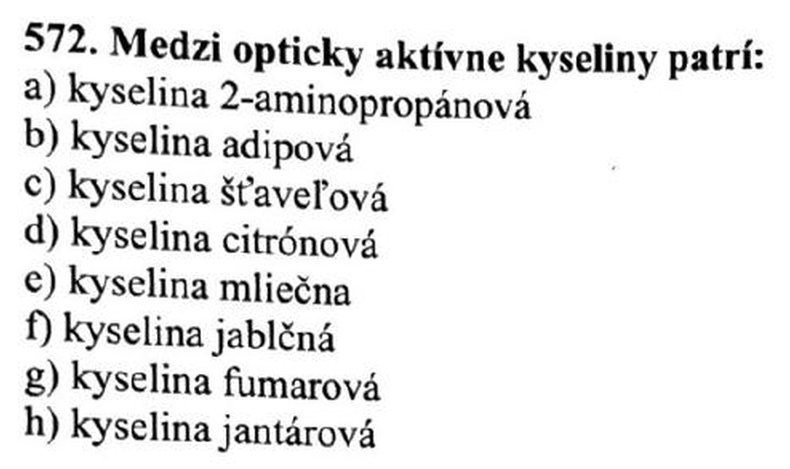 572. Medzi opticky aktívne kyseliny patrí:
a) kyselina 2-aminopropánová
b) kyselina adipová
c) kyselina šťaveľová
d) kyselina citrónová
e) kyselina mliečna
f) kyselina jablčná
g) kyselina fumarová
h) kyselina jantárová